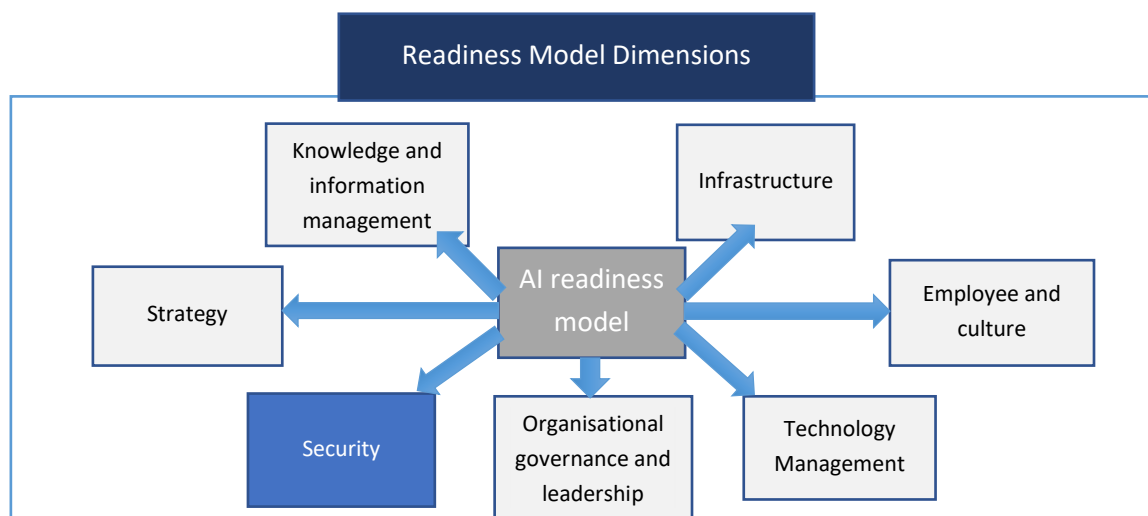 Readiness Model Dimensions
Knowledge and
information
management
Infrastructure
AI readiness
model
Strategy
Employee and
culture
Security
Organisational
governance and
leadership
Technology
Management